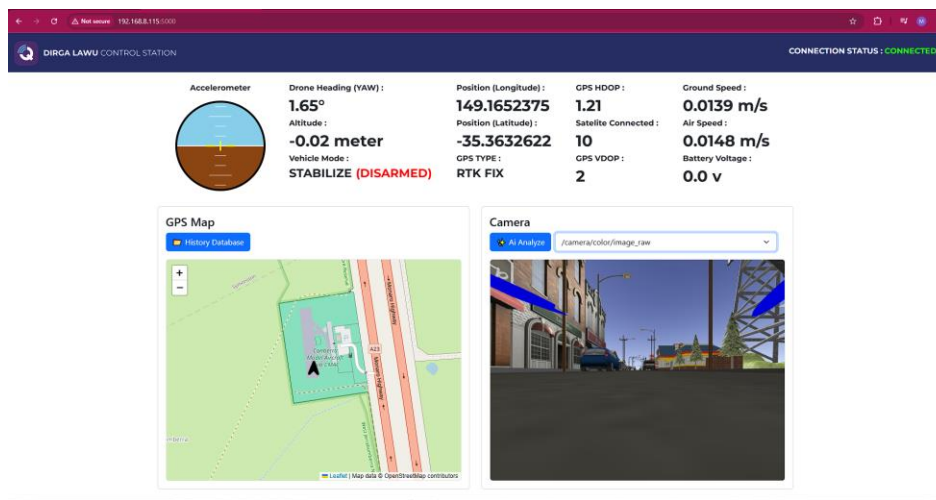 Not secure 192.168.8.115:5000
DIRGA LAWU CONTROL STATION
CONNECTION STATUS : CONNECTED
Accelerometer
Drone Heading (YAW) :
1.65°
Altitude :
-0.02 meter
Vehicle Mode :
STABILIZE (DISARMED)
Position (Longitude) :
149.1652375
Position (Latitude) :
-35.3632622
GPS TYPE :
RTK FIX
GPS HDOP :
1.21
Satelite Connected :
10
GPS VDOP :
2
Ground Speed :
0.0139 m/s
Air Speed :
0.0148 m/s
Battery Voltage :
0.0 v
GPS Map
History Database
+
−
A23
Monaro Highway
Monaro Highway
Leaflet | Map data © OpenStreetMap contributors
Camera
Ai Analyze
/camera/color/image_raw